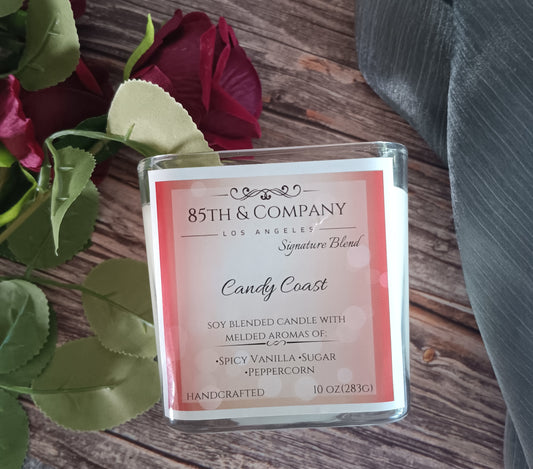 85TH & COMPANY
LOS ANGELES
Signature Blend
Candy Coast
SOY BLENDED CANDLE WITH
MELDED AROMAS OF;
•SPICY VANILLA •SUGAR
•PEPPERCORN
HANDCRAFTED 10 OZ(283G)